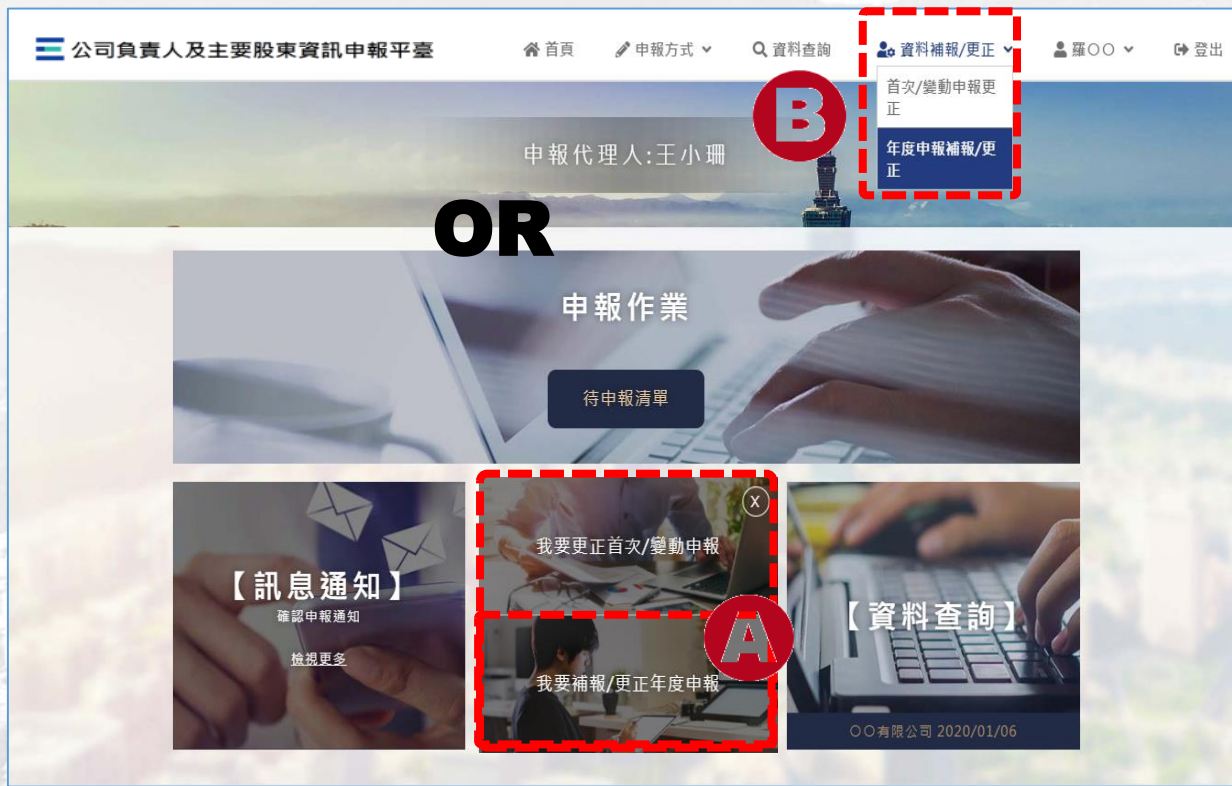 公司負責人及主要股東資訊申報平臺
首頁
申報方式
資料查詢
資料補報/更正
羅○○
登出
首次/變動申報更
正
年度申報補報/更
正
B
申報代理人:王小珊
OR
申報作業
待申報清單
【訊息通知】
確認申報通知
檢視更多
X
我要更正首次/變動申報
A
我要補報/更正年度申報
【資料查詢】
○○有限公司 2020/01/06